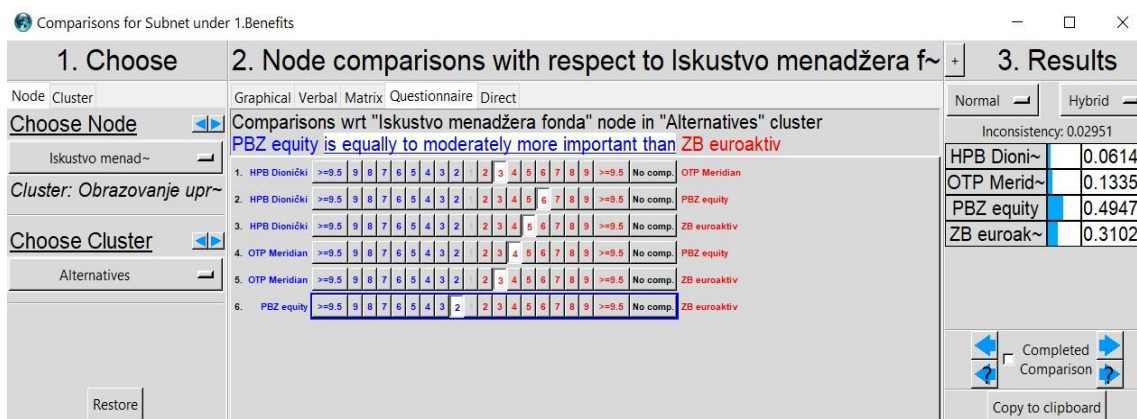 Comparisons for Subnet under 1.Benefits
1. Choose
Node Cluster
Choose Node
Iskustvo menad~
Cluster: Obrazovanje upr~
Choose Cluster
Alternatives
Restore
2. Node comparisons with respect to Iskustvo menadžera f~
Graphical Verbal Matrix Questionnaire Direct
Comparisons wrt "Iskustvo menadžera fonda" node in "Alternatives" cluster
PBZ equity is equally to moderately more important than ZB euroaktiv
1. HPB Dionički >=9.5 9 8 7 6 5 4 3 2 1 2 3 4 5 6 7 8 9 >=9.5 No comp. OTP Meridian
2. HPB Dionički >=9.5 9 8 7 6 5 4 3 2 1 2 3 4 5 6 7 8 9 >=9.5 No comp. PBZ equity
3. HPB Dionički >=9.5 9 8 7 6 5 4 3 2 1 2 3 4 5 6 7 8 9 >=9.5 No comp. ZB euroaktiv
4. OTP Meridian >=9.5 9 8 7 6 5 4 3 2 1 2 3 4 5 6 7 8 9 >=9.5 No comp. PBZ equity
5. OTP Meridian >=9.5 9 8 7 6 5 4 3 2 1 2 3 4 5 6 7 8 9 >=9.5 No comp. ZB euroaktiv
6. PBZ equity >=9.5 9 8 7 6 5 4 3 2 1 2 3 4 5 6 7 8 9 >=9.5 No comp. ZB euroaktiv
+ 3. Results
Normal Hybrid
Inconsistency: 0.02951
HPB Dioni~ 0.0614
OTP Merid~ 0.1335
PBZ equity 0.4947
ZB euroak~ 0.3102
Completed
Comparison
Copy to clipboard